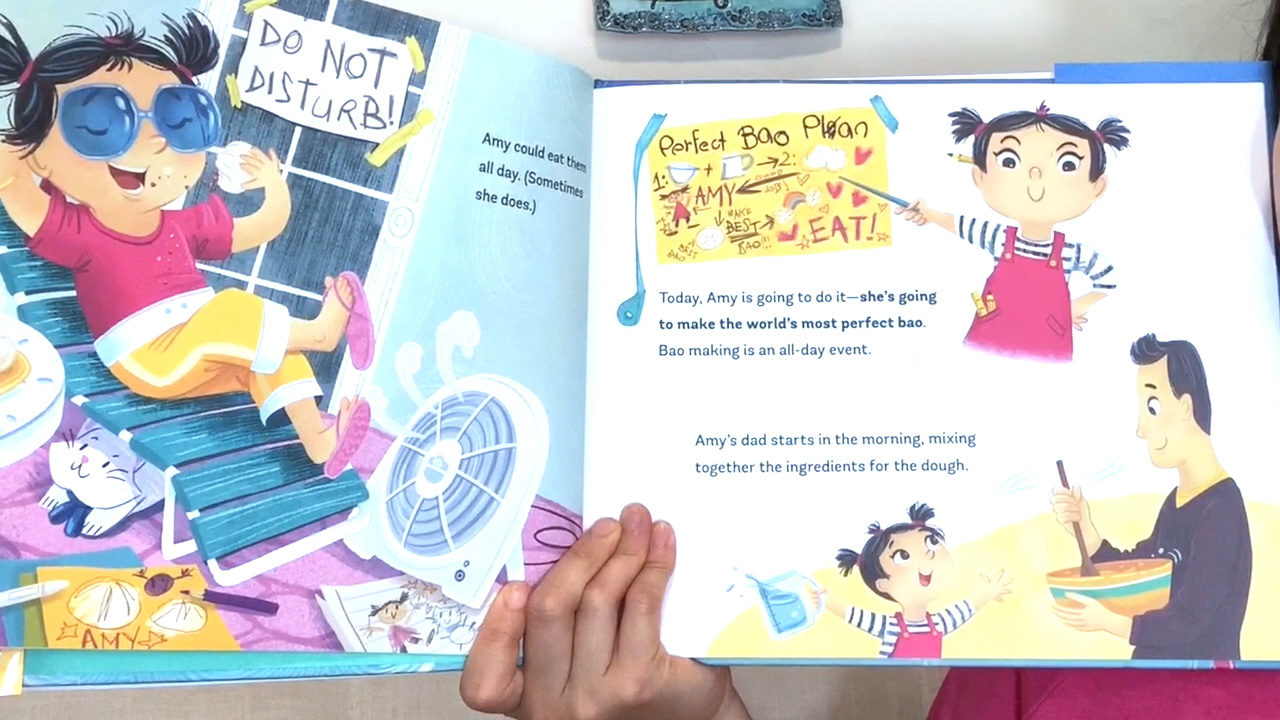 DO NOT
DISTURB!
Amy could eat them
all day. (Sometimes
she does.)
AMY
Perfect Bao Plan
1: + → 2:
AMY
MAKE
BEST
BAO!!!
BEST
BAO
EAT!
Today, Amy is going to do it—she's going
to make the world's most perfect bao.
Bao making is an all-day event.
Amy's dad starts in the morning, mixing
together the ingredients for the dough.